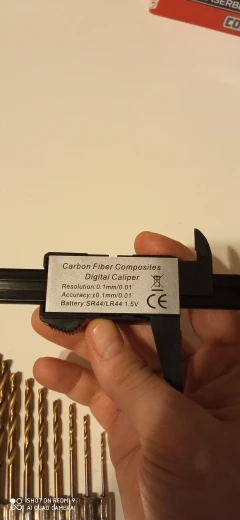 Carbon Fiber Composites
Digital Caliper
Resolution:0.1mm/0.01"
Accuracy:±0.1mm/0.01"
Battery:SR44/LR44 1.5V
CE
SHOT ON REDMI 9
AI QUAD CAMERA